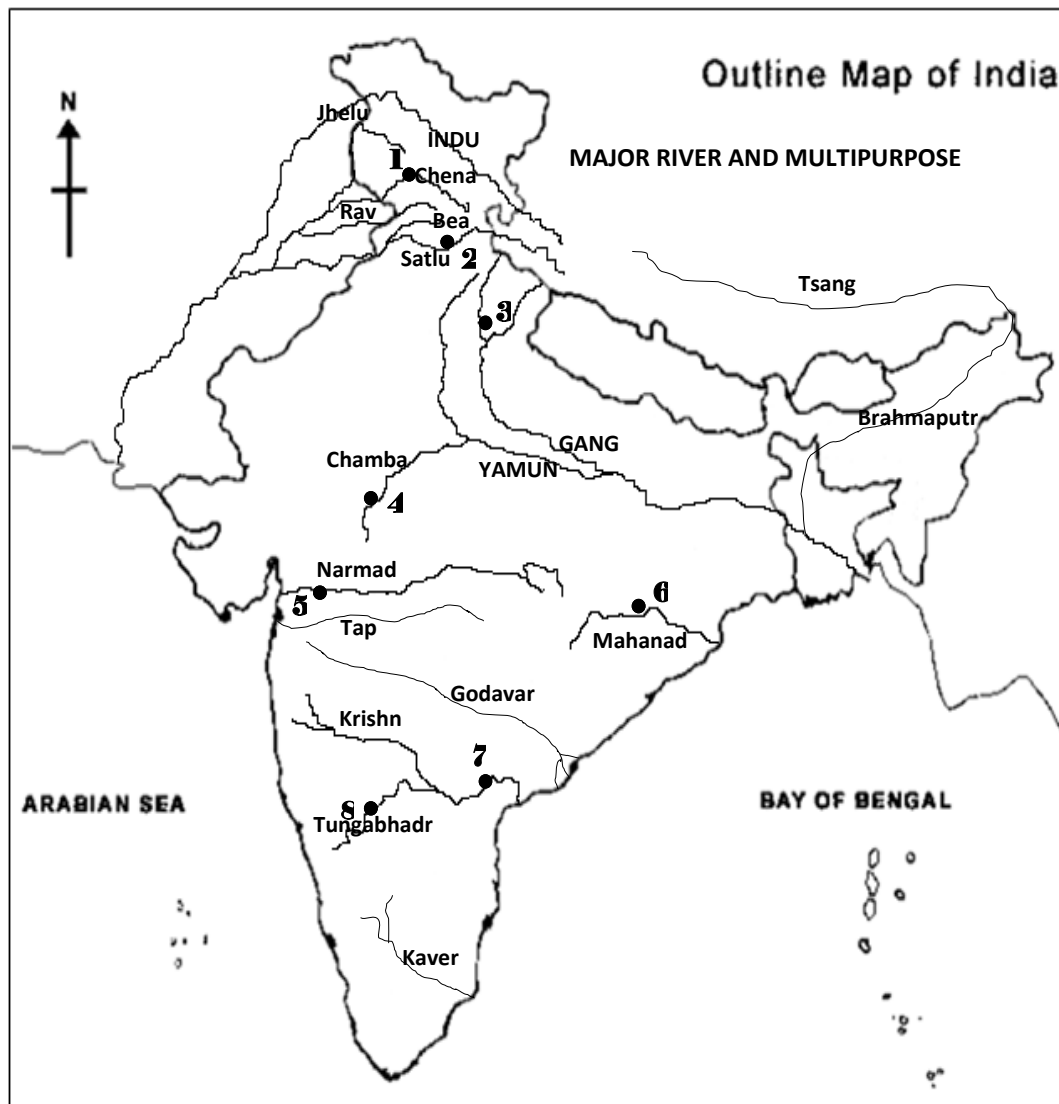 Outline Map of India
N
Jhelu
INDU
MAJOR RIVER AND MULTIPURPOSE
1
Chena
Rav
Bea
Satlu
2
Tsang
3
Brahmaputr
GANG
Chamba
YAMUN
4
Narmad
5
6
Tap
Mahanad
Godavar
Krishn
7
ARABIAN SEA
8
BAY OF BENGAL
Tungabhadr
Kaver